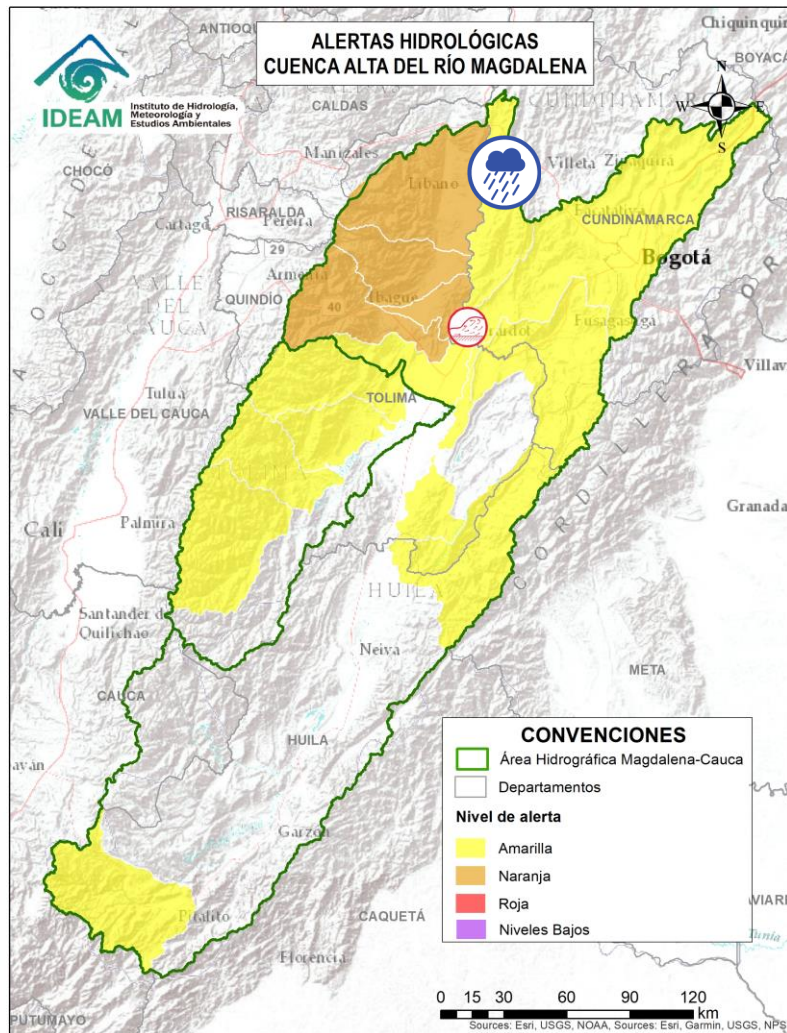 ALERTAS HIDROLÓGICAS
CUENCA ALTA DEL RÍO MAGDALENA
IDEAM
Instituto de Hidrología,
Meteorología y
Estudios Ambientales
Chiquinquir
BOYACÁ
N
W
E
S
CALDAS
Manizales
CHOCÓ
Líbano
Villeta
RISARALDA
Pereira
Cartago
CUNDINAMARCA
29
Armenia
Bogotá
QUINDÍO
40
Ibagué
Fusagasugá
Villav
TOLIMA
Tuluá
VALLE DEL CAUCA
CORDILLERA
Granada
Cali
Palmira
HUILA
Santander de
Quilichao
Neiva
META
CAUCA
HUILA
Garzón
Pitalito
CAQUETÁ
Florencia
PUTUMAYO
CONVENCIONES
Área Hidrográfica Magdalena-Cauca
Departamentos
Nivel de alerta
Amarilla
Naranja
Roja
Niveles Bajos
0 15 30 60 90 120
km
Sources: Esri, USGS, NOAA, Sources: Esri, Garmin, USGS, NPS